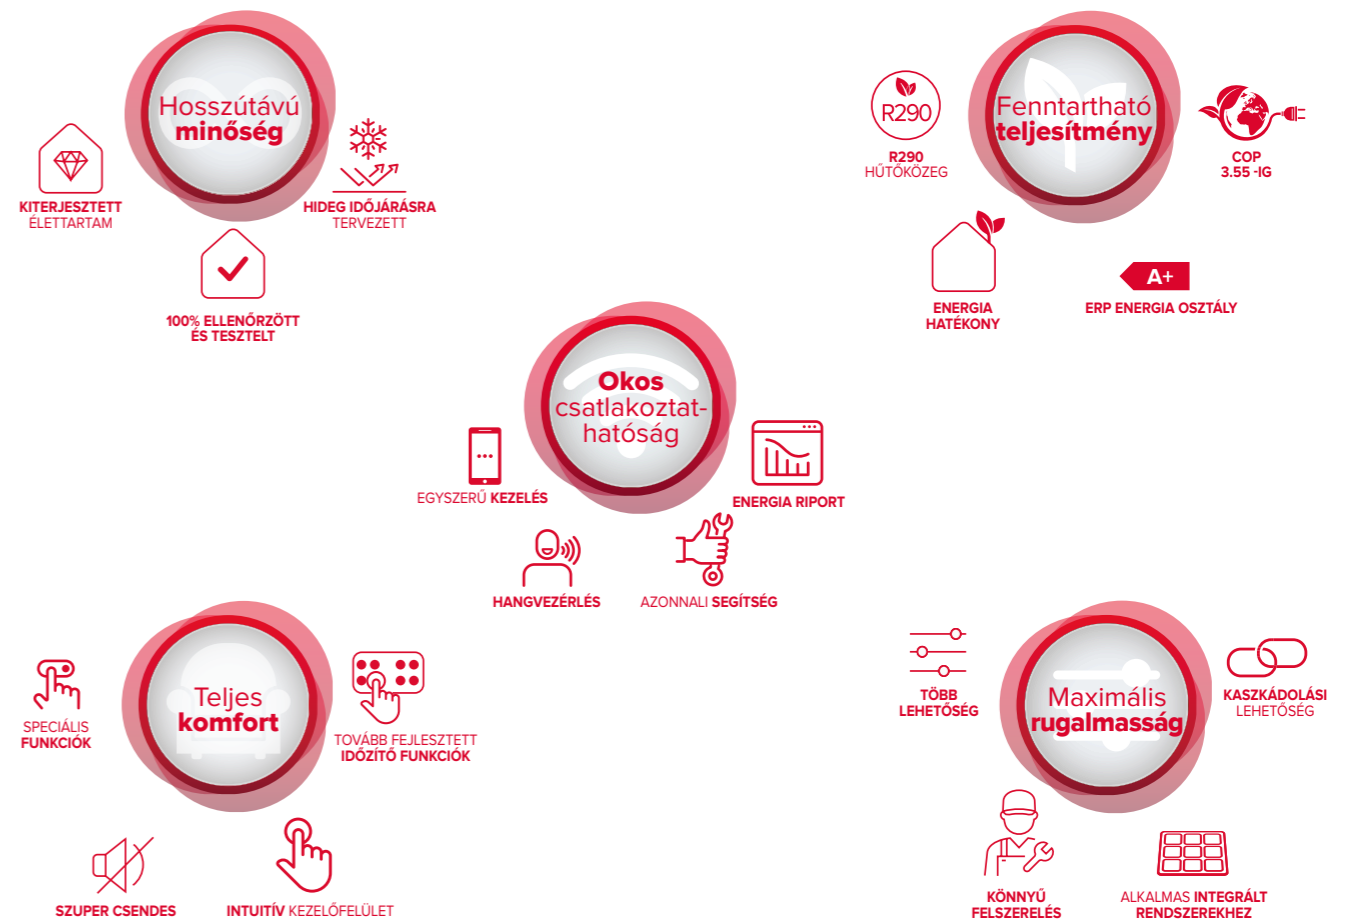 Hosszútávú
minőség
KITERJESZTETT
ÉLETTARTAM
HIDEG IDŐJÁRÁSRA
TERVEZETT
100% ELLENŐRZÖTT
ÉS TESZTELT
Fenntartható
teljesítmény
R290
R290
HŰTŐKÖZEG
COP
3.55 -IG
ENERGIA
HATÉKONY
A+
ERP ENERGIA OSZTÁLY
Okos
csatlakoztat-
hatóság
EGYSZERŰ KEZELÉS
ENERGIA RIPORT
HANGVEZÉRLÉS
AZONNALI SEGÍTSÉG
Teljes
komfort
SPECIÁLIS
FUNKCIÓK
TOVÁBB FEJLESZTETT
IDŐZÍTŐ FUNKCIÓK
SZUPER CSENDES
INTUITÍV KEZELŐFELÜLET
Maximális
rugalmasság
TÖBB
LEHETŐSÉG
KASZKÁDOLÁSI
LEHETŐSÉG
KÖNNYŰ
FELSZERELÉS
ALKALMAS INTEGRÁLT
RENDSZEREKHEZ